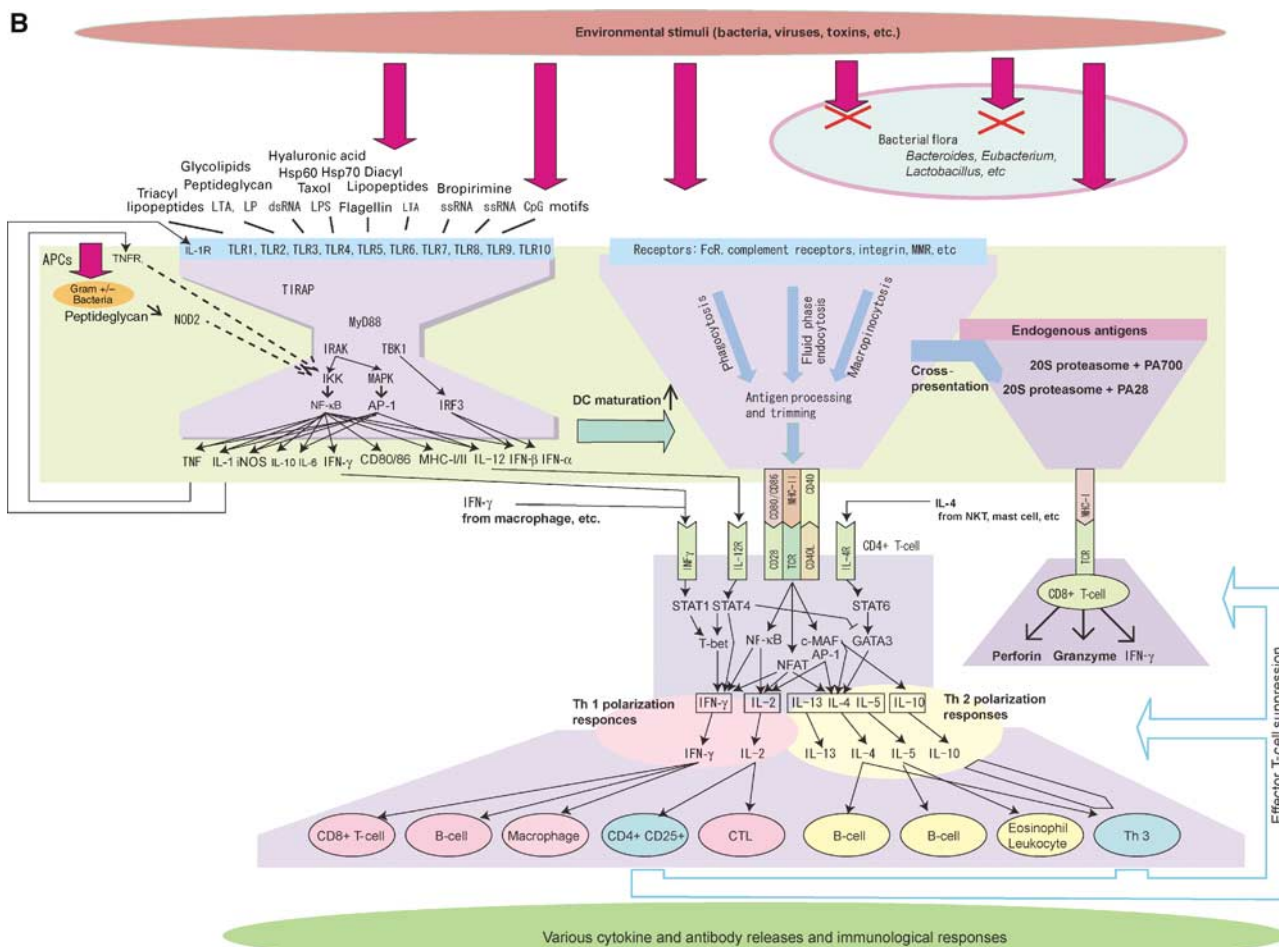 B
Environmental stimuli (bacteria, viruses, toxins, etc.)
Bacterial flora
Bacteroides, Eubacterium,
Lactobacillus, etc
Hyaluronic acid
Glycolipids
Hsp60 Hsp70 Diacyl
Peptideglycan
Taxol
Lipopeptides
Bropirimine
Triacyl
lipopeptides
LTA, LP
dsRNA
LPS
Flagellin
LTA
ssRNA
ssRNA
CpG motifs
IL-1R
TLR1, TLR2, TLR3, TLR4, TLR5, TLR6, TLR7, TLR8, TLR9, TLR10
Receptors: FcR, complement receptors, integrin, MMR, etc
APCs
TNFR,
Gram +/–
Bacteria
Peptideglycan
NOD2
TIRAP
MyD88
IRAK
TBK1
IKK
MAPK
NF-κB
AP-1
IRF3
TNF
IL-1
iNOS
IL-10
IL-6
IFN-γ
CD80/86
MHC-I/II
IL-12
IFN-β
IFN-α
DC maturation
Phagocytosis
Fluid phase
endocytosis
Macropinocytosis
Antigen processing
and trimming
Cross-
presentation
Endogenous antigens
20S proteasome + PA700
20S proteasome + PA28
IFN-γ
from macrophage, etc.
CD80/CD86
MHC-II
CD40
IL-4
from NKT, mast cell, etc
MHC-I
INFγ
IL-12R
CD28
TCR
CD40L
IL-4R
CD4+ T-cell
TCR
CD8+ T-cell
STAT1
STAT4
STAT6
T-bet
NF-κB
c-MAF
AP-1
GATA3
NFAT
Perforin
Granzyme
IFN-γ
Th 1 polarization
responces
IFN-γ
IL-2
IL-13
IL-4
IL-5
IL-10
Th 2 polarization
responses
IFN-γ
IL-2
IL-13
IL-4
IL-5
IL-10
Effector T-cell suppression
CD8+ T-cell
B-cell
Macrophage
CD4+ CD25+
CTL
B-cell
B-cell
Eosinophil
Leukocyte
Th 3
Various cytokine and antibody releases and immunological responses